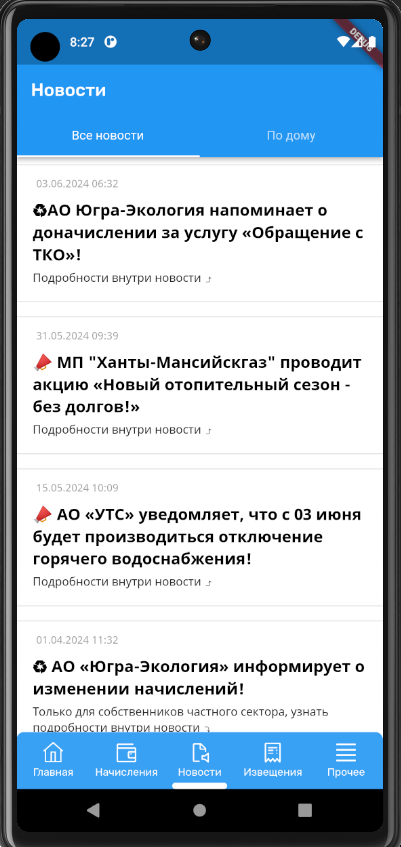 8:27
DEBUG
Новости
Все новости
По дому
03.06.2024 06:32
♻АО Югра-Экология напоминает о
доначислении за услугу «Обращение с
ТКО»!
Подробности внутри новости
31.05.2024 09:39
📣 МП "Ханты-Мансийскгаз" проводит
акцию «Новый отопительный сезон -
без долгов!»
Подробности внутри новости
15.05.2024 10:09
📣 АО «УТС» уведомляет, что с 03 июня
будет производиться отключение
горячего водоснабжения!
Подробности внутри новости
01.04.2024 11:32
♻ АО «Югра-Экология» информирует о
изменении начислений!
Только для собственников частного сектора, узнать
подробности внутри новости
Главная
Начисления
Новости
Извещения
Прочее